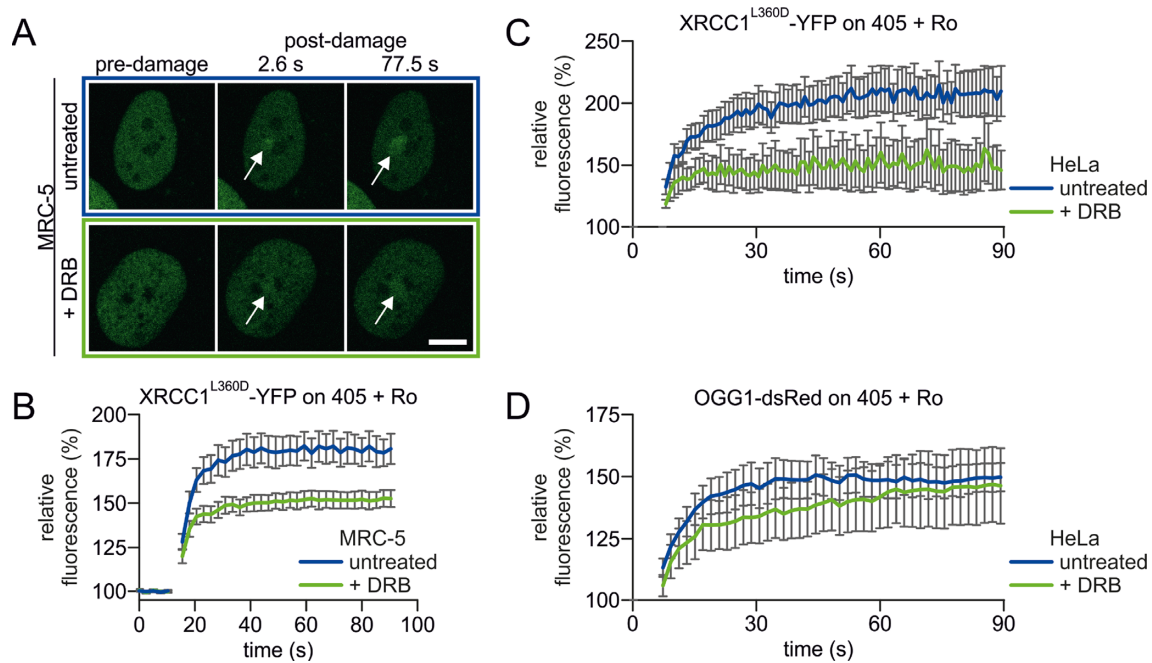 A
post-damage
pre-damage 2.6 s 77.5 s
MRC-5
untreated
+ DRB
B
XRCC1L360D-YFP on 405 + Ro
relative
fluorescence (%)
200
175
150
125
100
MRC-5
untreated
+ DRB
0 20 40 60 80 100
time (s)
C
XRCC1L360D-YFP on 405 + Ro
relative
fluorescence (%)
250
200
150
100
HeLa
untreated
+ DRB
0 30 60 90
time (s)
D
OGG1-dsRed on 405 + Ro
relative
fluorescence (%)
175
150
125
100
HeLa
untreated
+ DRB
0 30 60 90
time (s)